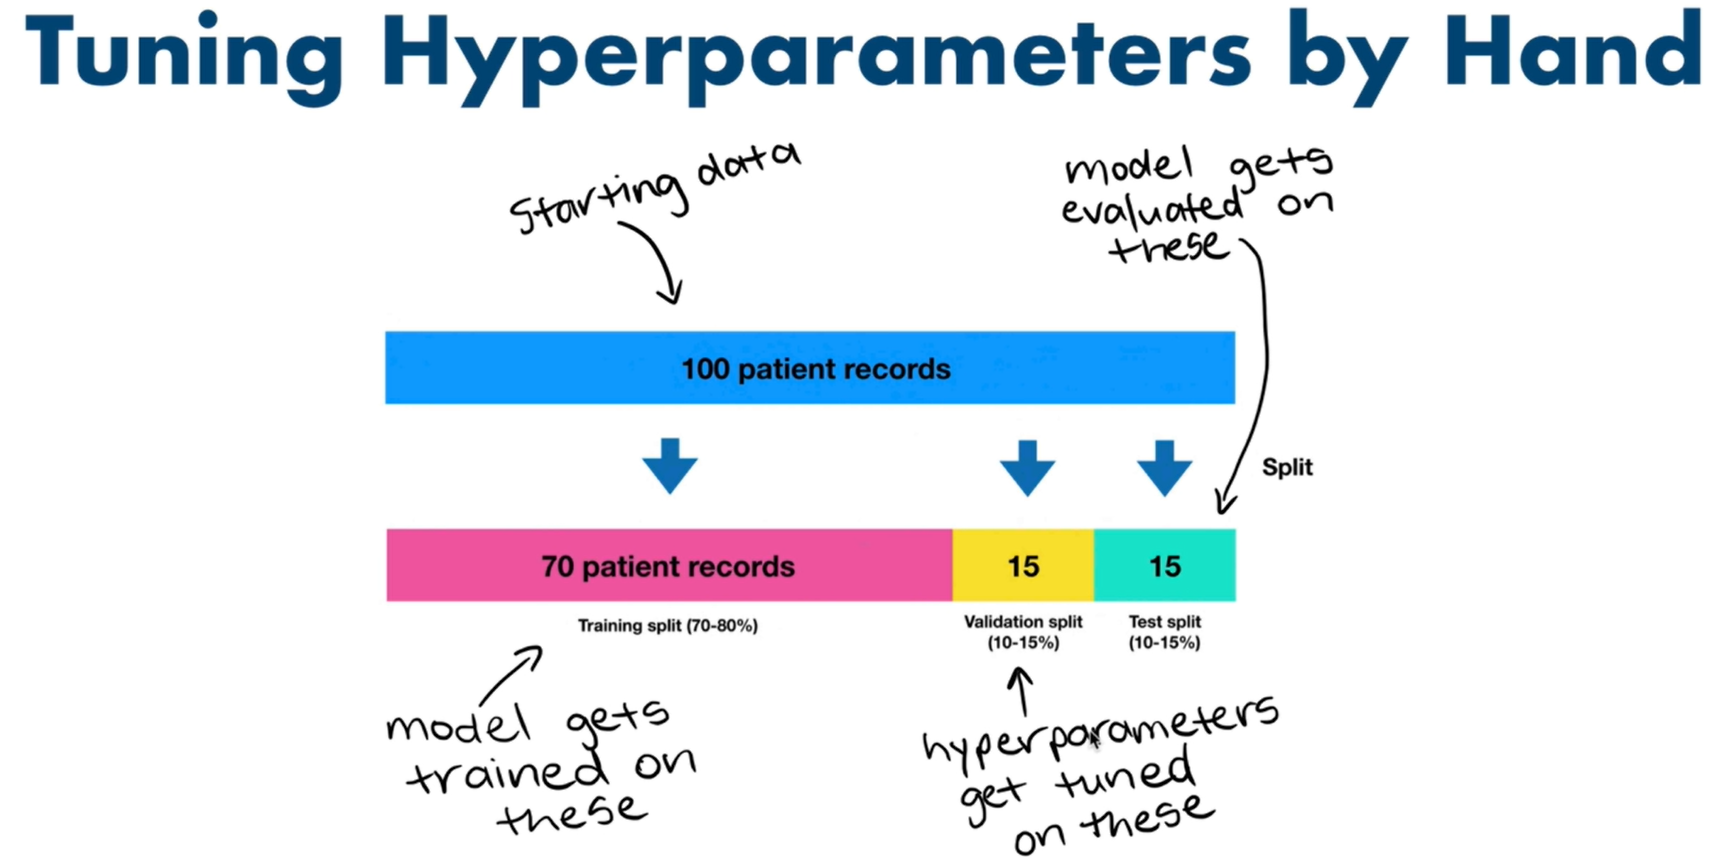 Tuning Hyperparameters by Hand
Starting data
model gets
evaluated on
these
100 patient records
Split
70 patient records
15
15
Training split (70-80%)
Validation split
(10-15%)
Test split
(10-15%)
model gets
trained on
these
hyperparameters
get tuned
on these